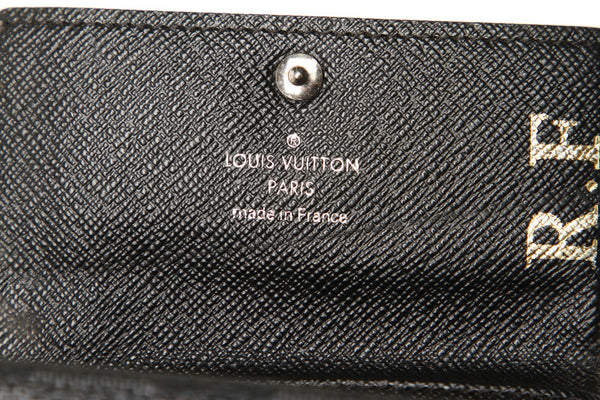 ®
LOUIS VUITTON
PARIS
made in France
R.F